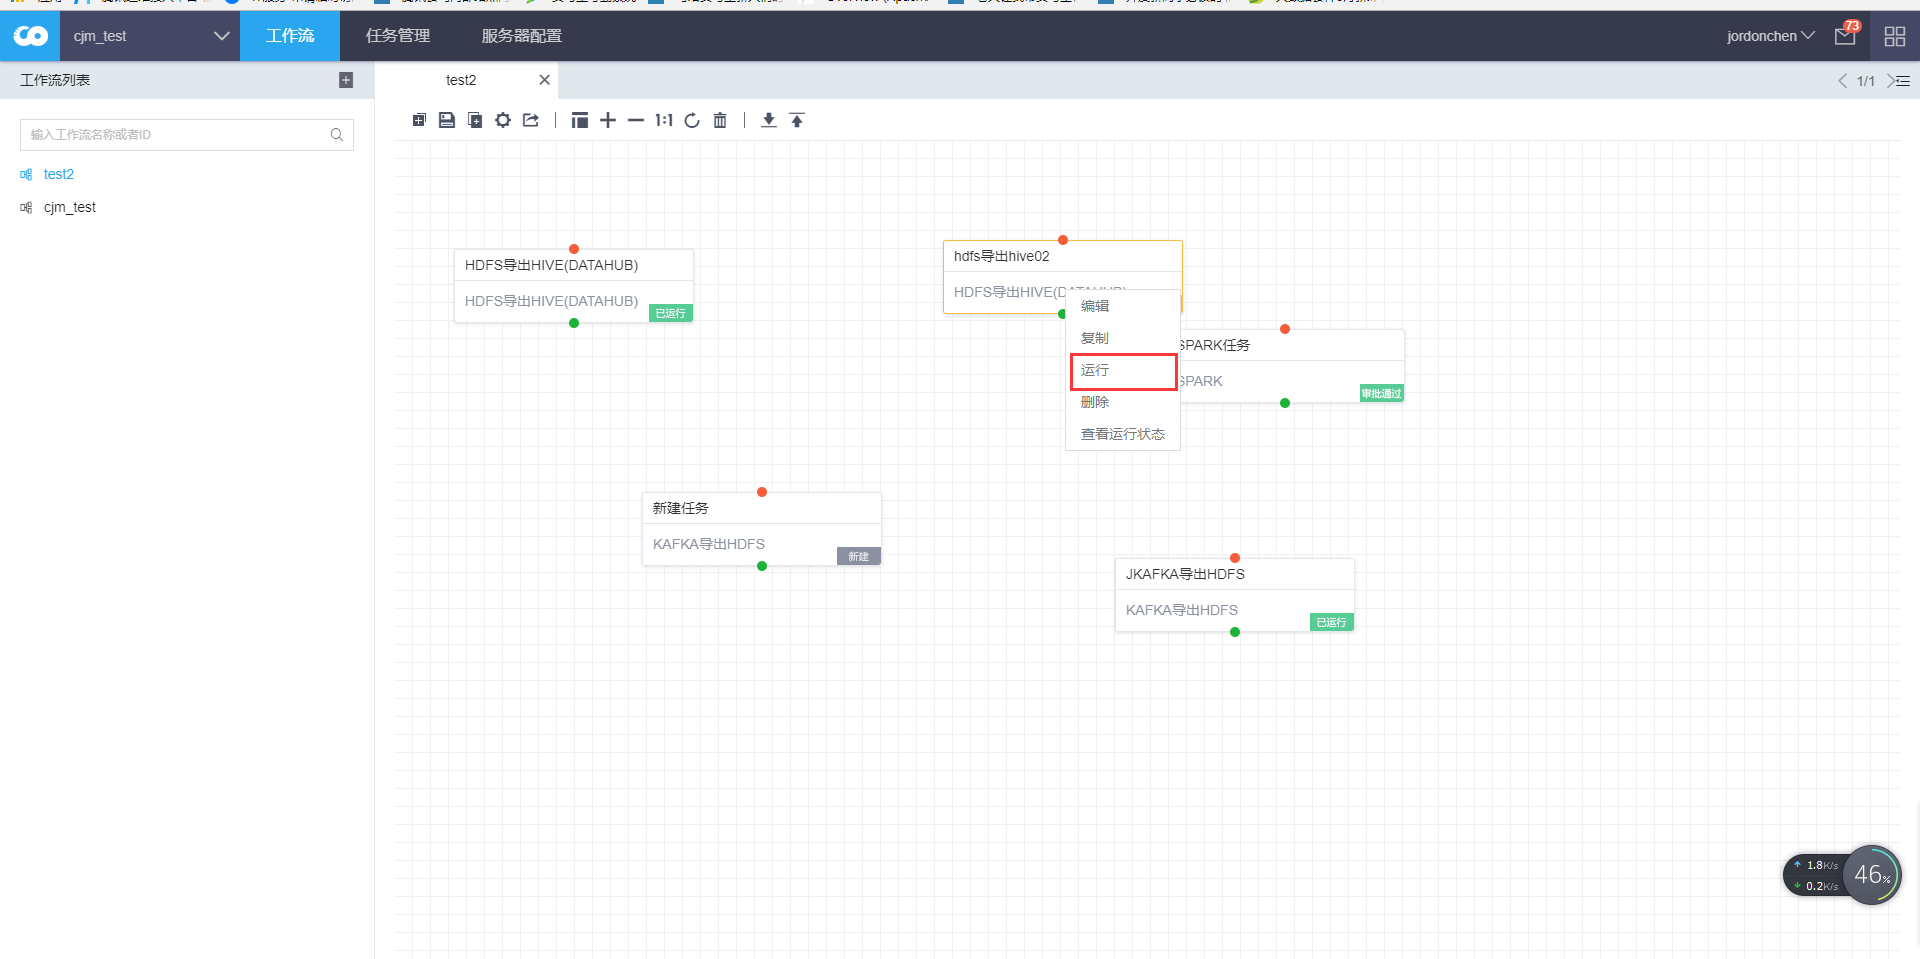 cjm_test
工作流
任务管理
服务器配置
jordonchen
73
工作流列表
test2
1/1
1:1
输入工作流名称或者ID
test2
cjm_test
HDFS导出HIVE(DATAHUB)
HDFS导出HIVE(DATAHUB)
已运行
hdfs导出hive02
HDFS导出HIVE(DATAHUB)
编辑
复制
运行
删除
查看运行状态
SPARK任务
SPARK
审批通过
新建任务
KAFKA导出HDFS
新建
JKAFKA导出HDFS
KAFKA导出HDFS
已运行
1.8K/s
0.2K/s
46%